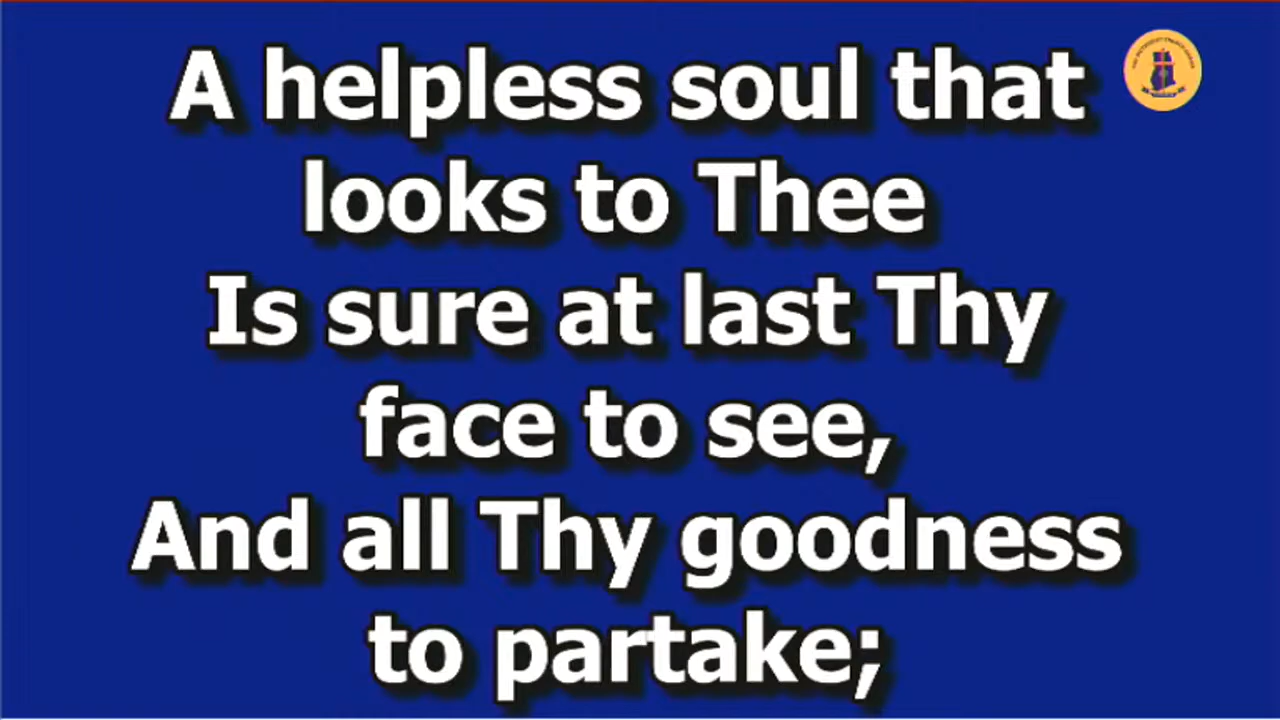 A helpless soul that
looks to Thee
Is sure at last Thy
face to see,
And all Thy goodness
to partake;